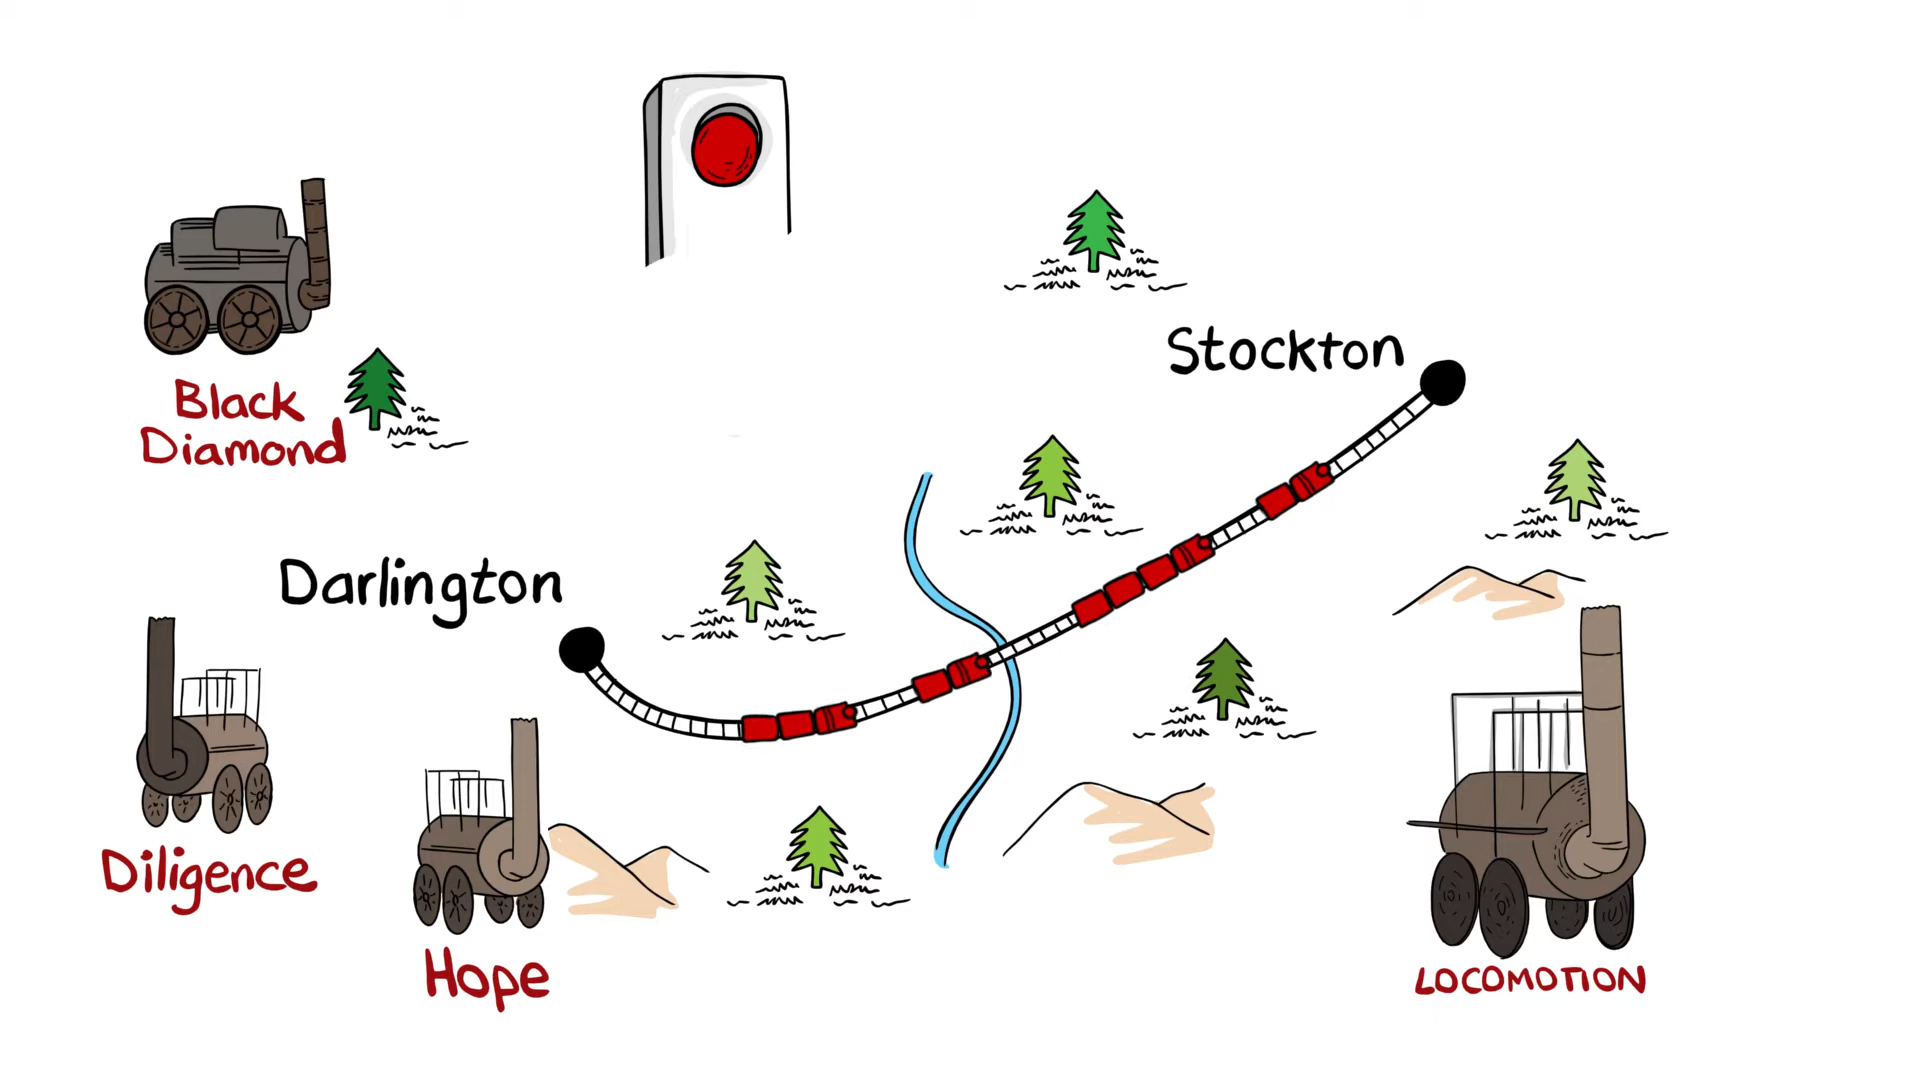 Stockton
Black
Diamond
Darlington
Diligence
Hope
LOCOMOTION